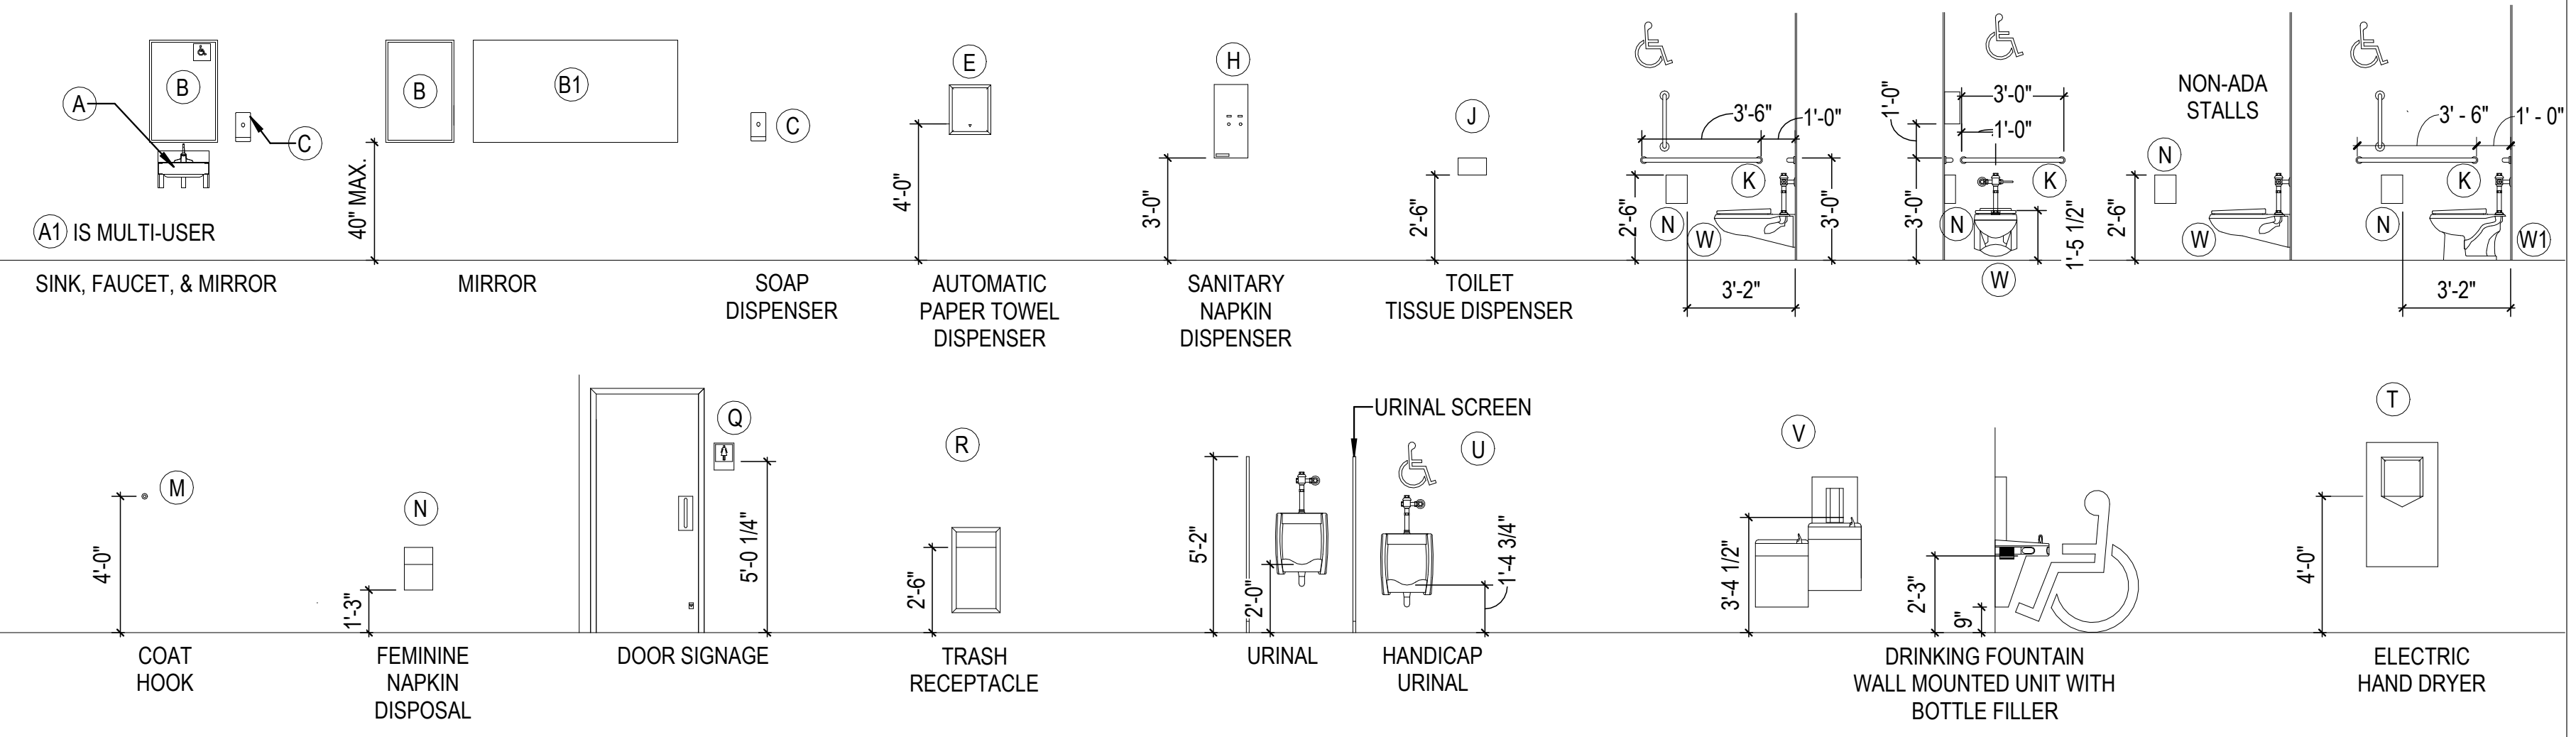 A
B
C
A1 IS MULTI-USER
SINK, FAUCET, & MIRROR
40" MAX.
B
B1
MIRROR
C
SOAP
DISPENSER
E
4'-0"
AUTOMATIC
PAPER TOWEL
DISPENSER
H
3'-0"
SANITARY
NAPKIN
DISPENSER
J
2'-6"
TOILET
TISSUE DISPENSER
3'-6"
1'-0"
K
2'-6"
N
W
3'-0"
3'-2"
1'-0"
3'-0"
1'-0"
K
3'-0"
N
W
1'-5 1/2"
NON-ADA
STALLS
N
2'-6"
W
3' - 6"
1' - 0"
K
N
W1
3'-2"
M
4'-0"
COAT
HOOK
N
1'-3"
FEMININE
NAPKIN
DISPOSAL
Q
5'-0 1/4"
DOOR SIGNAGE
R
2'-6"
TRASH
RECEPTACLE
URINAL SCREEN
U
5'-2"
2'-0"
1'-4 3/4"
URINAL
HANDICAP
URINAL
V
3'-4 1/2"
2'-3"
9"
DRINKING FOUNTAIN
WALL MOUNTED UNIT WITH
BOTTLE FILLER
T
4'-0"
ELECTRIC
HAND DRYER